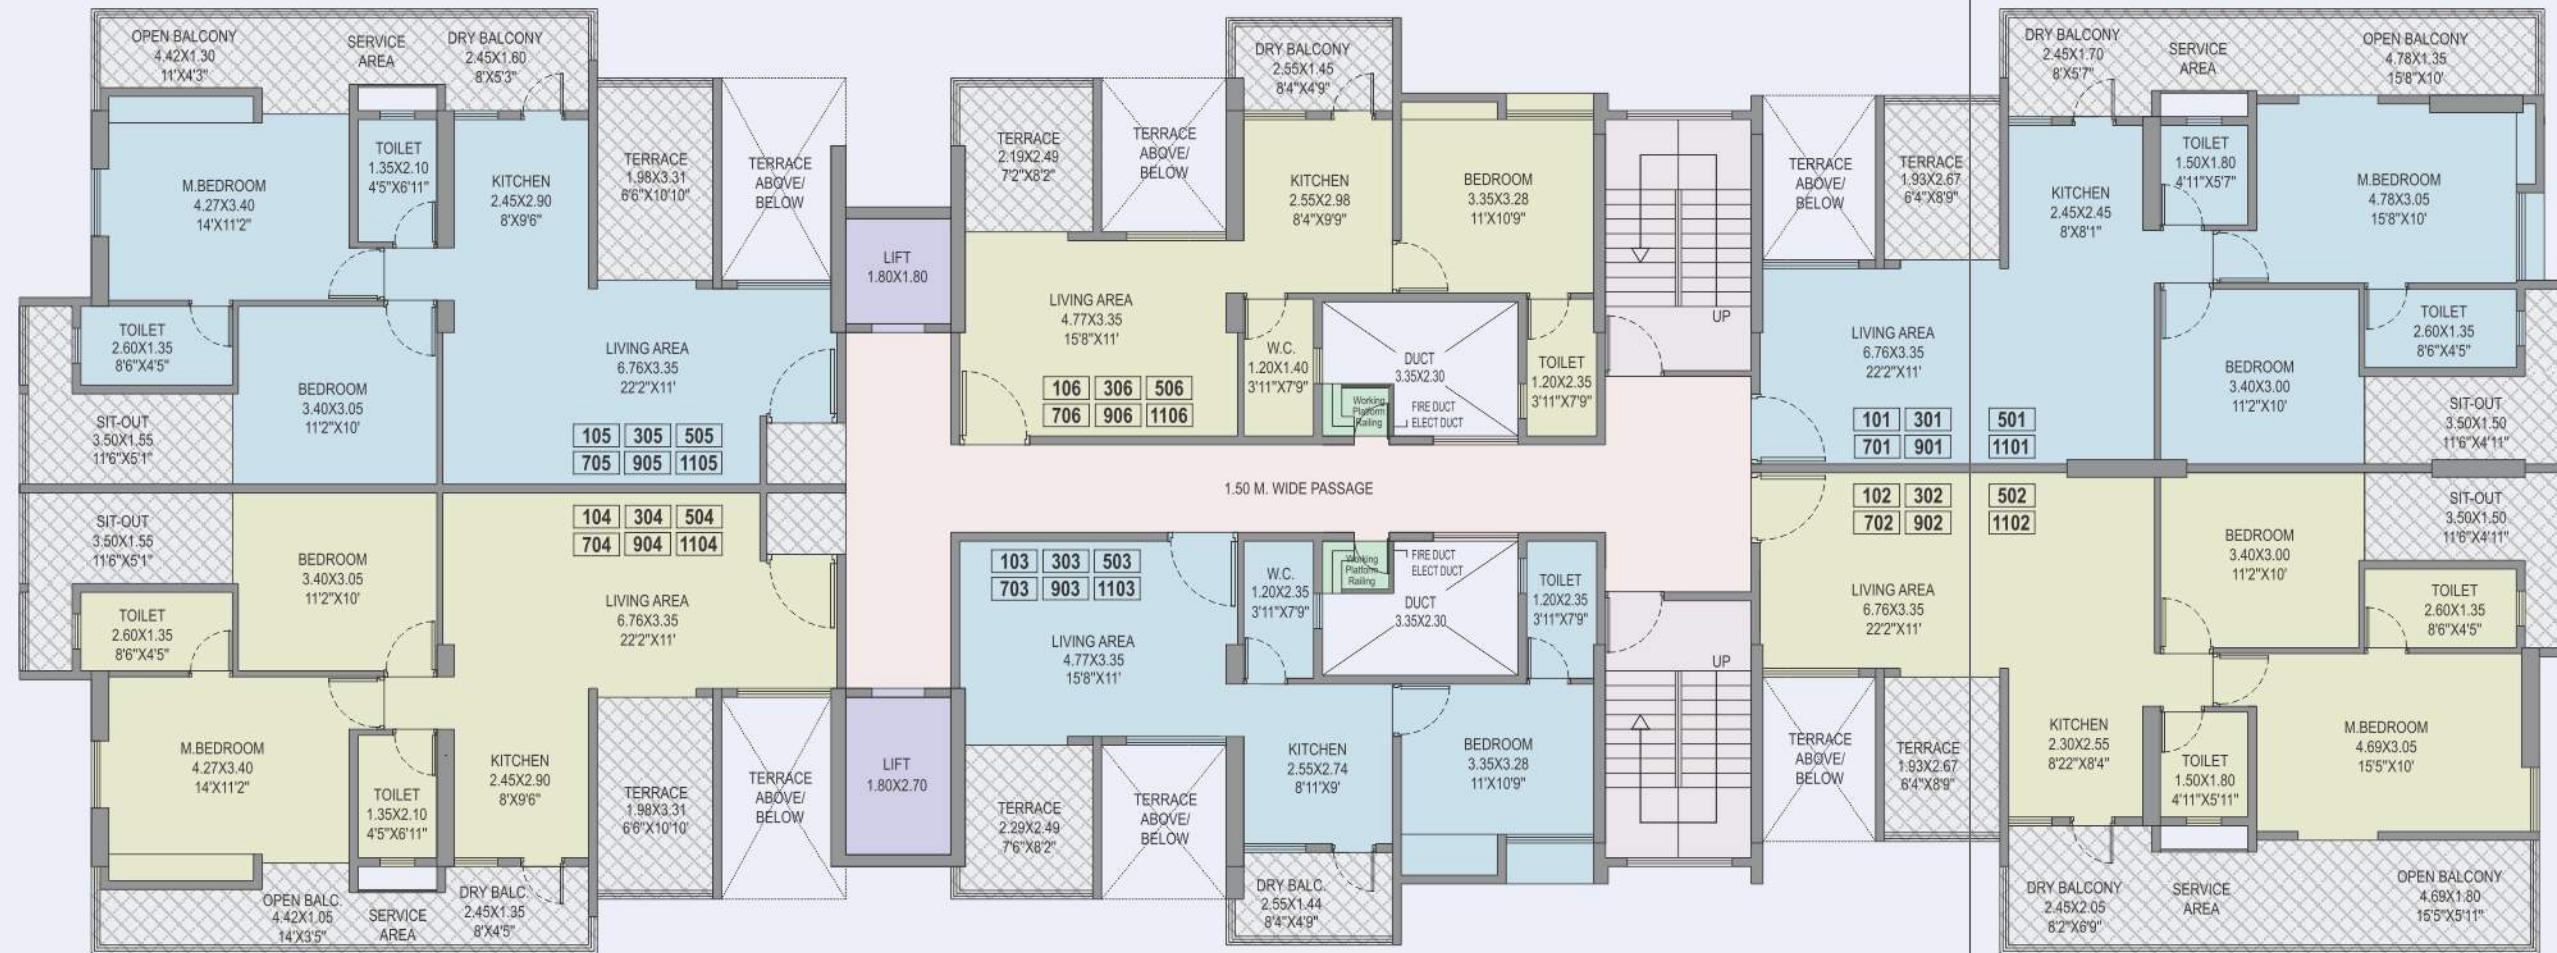 OPEN BALCONY
4.42X1.30
11'X4'3"
SERVICE
AREA
DRY BALCONY
2.45X1.60
8'X5'3"
M.BEDROOM
4.27X3.40
14'X11'2"
TOILET
1.35X2.10
4'5"X6'11"
KITCHEN
2.45X2.90
8'X9'6"
TERRACE
1.98X3.31
6'6"X10'10"
TERRACE
ABOVE/
BELOW
TOILET
2.60X1.35
8'6"X4'5"
BEDROOM
3.40X3.05
11'2"X10'
SIT-OUT
3.50X1.55
11'6"X5'1"
LIVING AREA
6.76X3.35
22'2"X11'
105 305 505
705 905 1105
LIFT
1.80X1.80
TERRACE
2.19X2.49
7'2"X8'2"
TERRACE
ABOVE/
BELOW
DRY BALCONY
2.55X1.45
8'4"X4'9"
KITCHEN
2.55X2.98
8'4"X9'9"
BEDROOM
3.35X3.28
11'X10'9"
LIVING AREA
4.77X3.35
15'8"X11'
106 306 506
706 906 1106
W.C.
1.20X1.40
3'11"X7'9"
DUCT
3.35X2.30
Working
Platform
Railing
FIRE DUCT
ELECT DUCT
TOILET
1.20X2.35
3'11"X7'9"
UP
TERRACE
ABOVE/
BELOW
TERRACE
1.93X2.67
6'4"X8'9"
DRY BALCONY
2.45X1.70
8'X5'7"
SERVICE
AREA
OPEN BALCONY
4.78X1.35
15'8"X10'
KITCHEN
2.45X2.45
8'X8'1"
TOILET
1.50X1.80
4'11"X5'7"
M.BEDROOM
4.78X3.05
15'8"X10'
LIVING AREA
6.76X3.35
22'2"X11'
101 301 501
701 901 1101
BEDROOM
3.40X3.00
11'2"X10'
TOILET
2.60X1.35
8'6"X4'5"
SIT-OUT
3.50X1.50
11'6"X4'11"
1.50 M. WIDE PASSAGE
SIT-OUT
3.50X1.55
11'6"X5'1"
BEDROOM
3.40X3.05
11'2"X10'
TOILET
2.60X1.35
8'6"X4'5"
104 304 504
704 904 1104
LIVING AREA
6.76X3.35
22'2"X11'
M.BEDROOM
4.27X3.40
14'X11'2"
TOILET
1.35X2.10
4'5"X6'11"
KITCHEN
2.45X2.90
8'X9'6"
TERRACE
1.98X3.31
6'6"X10'10'
TERRACE
ABOVE/
BELOW
OPEN BALC.
4.42X1.05
14'X3'5"
SERVICE
AREA
DRY BALC.
2.45X1.35
8'X4'5"
LIFT
1.80X2.70
103 303 503
703 903 1103
LIVING AREA
4.77X3.35
15'8"X11'
W.C.
1.20X2.35
3'11"X7'9"
Working
Platform
Railing
FIRE DUCT
ELECT DUCT
DUCT
3.35X2.30
TOILET
1.20X2.35
3'11"X7'9"
TERRACE
2.29X2.49
7'6"X8'2"
TERRACE
ABOVE/
BELOW
KITCHEN
2.55X2.74
8'11"X9'
BEDROOM
3.35X3.28
11'X10'9"
DRY BALC.
2.55X1.44
8'4"X4'9"
UP
102 302 502
702 902 1102
LIVING AREA
6.76X3.35
22'2"X11'
BEDROOM
3.40X3.00
11'2"X10'
SIT-OUT
3.50X1.50
11'6"X4'11"
TOILET
2.60X1.35
8'6"X4'5"
TERRACE
ABOVE/
BELOW
TERRACE
1.93X2.67
6'4"X8'9"
KITCHEN
2.30X2.55
8'22"X8'4"
TOILET
1.50X1.80
4'11"X5'11"
M.BEDROOM
4.69X3.05
15'5"X10'
DRY BALCONY
2.45X2.05
8'2"X6'9"
SERVICE
AREA
OPEN BALCONY
4.69X1.80
15'5"X5'11"